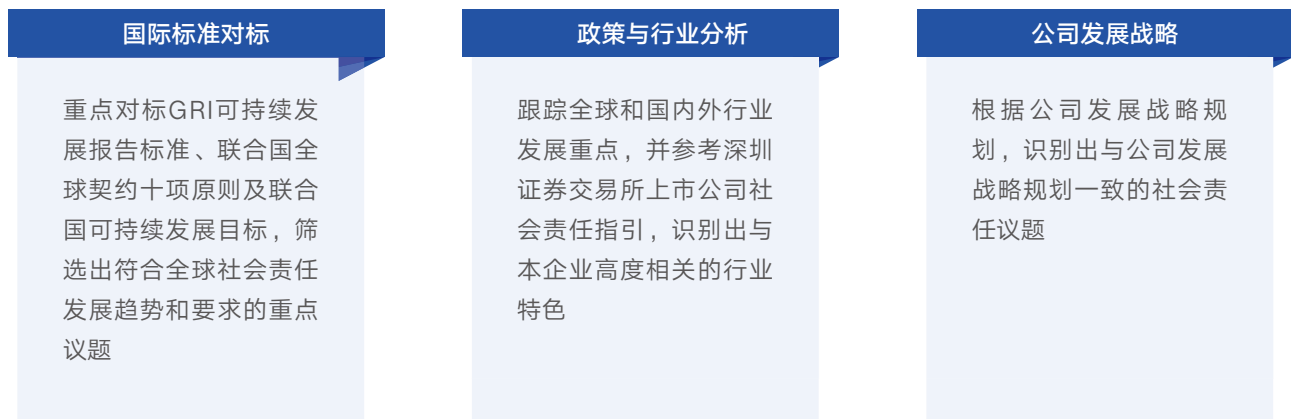 国际标准对标
重点对标GRI可持续发
展报告标准、联合国全
球契约十项原则及联合
国可持续发展目标，筛
选出符合全球社会责任
发展趋势和要求的重点
议题
政策与行业分析
跟踪全球和国内外行业
发展重点，并参考深圳
证券交易所上市公司社
会责任指引，识别出与
本企业高度相关的行业
特色
公司发展战略
根据公司发展战略规
划，识别出与公司发展
战略规划一致的社会责
任议题